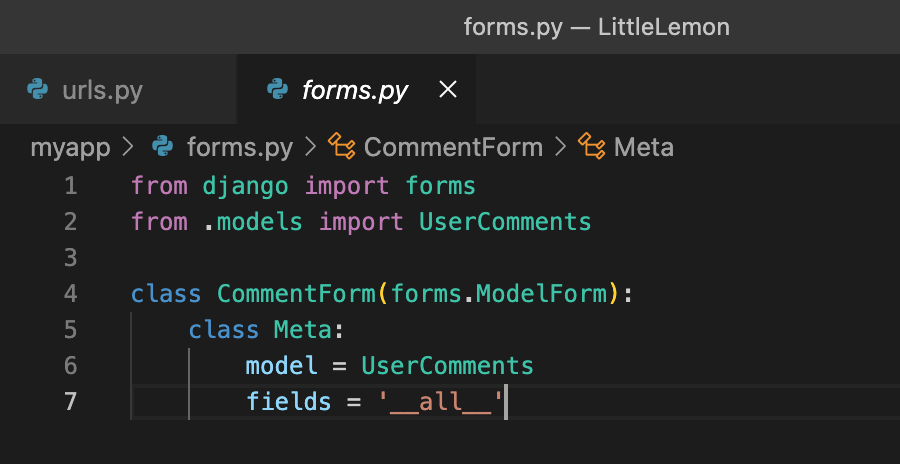 forms.py — LittleLemon
urls.py forms.py
myapp > forms.py > CommentForm > Meta
1 from django import forms
2 from .models import UserComments
3
4 class CommentForm(forms.ModelForm):
5     class Meta:
6         model = UserComments
7         fields = '__all__'